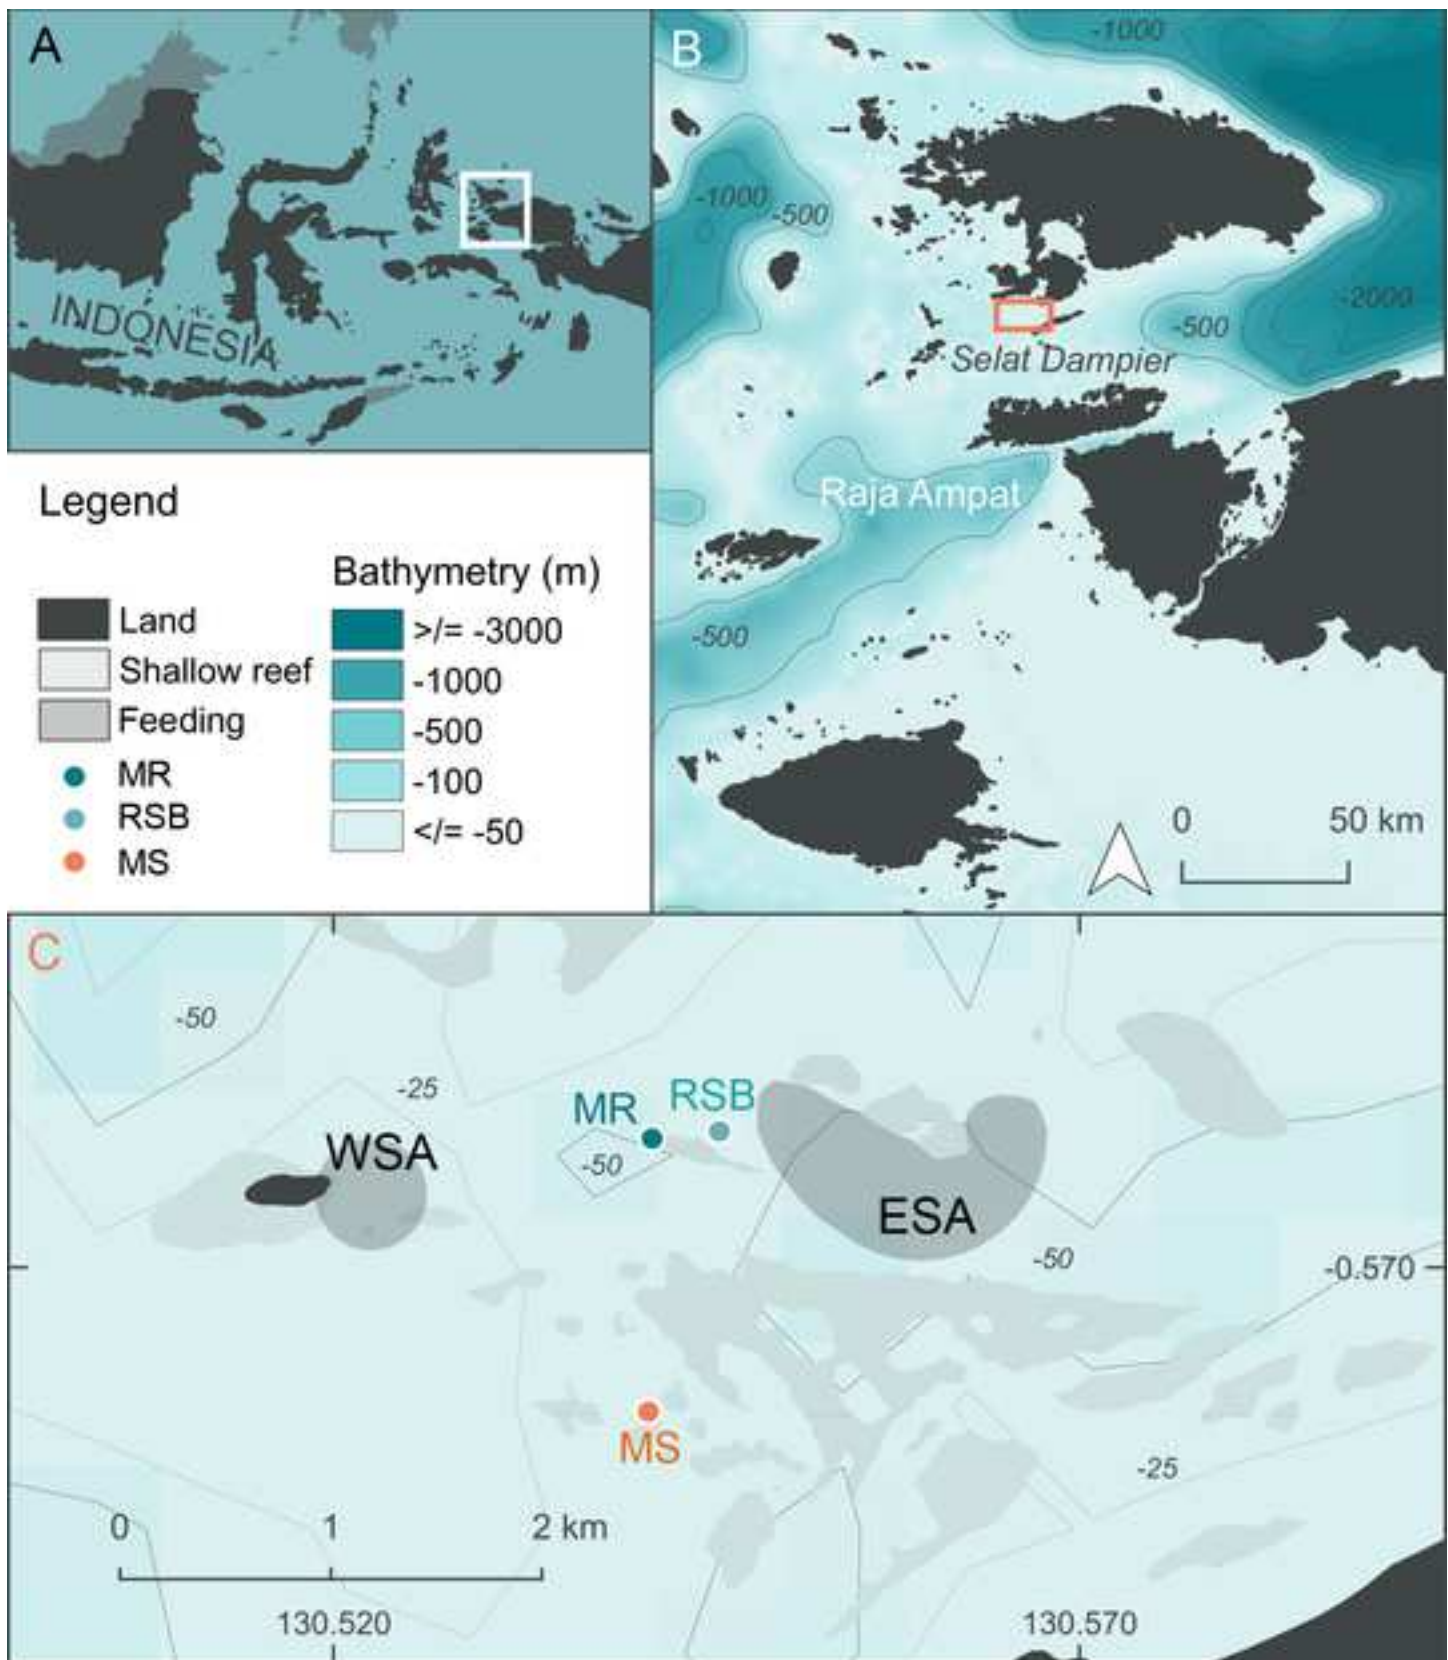 A
INDONESIA
B
-1000
-1000
-500
-500
-2000
Selat Dampier
Raja Ampat
-500
0 50 km
Legend
Land
Shallow reef
Feeding
MR
RSB
MS
Bathymetry (m)
>/= -3000
-1000
-500
-100
</= -50
C
-50
-25
MR RSB
WSA
-50
ESA
-50
-0.570
MS
-25
0 1 2 km
130.520 130.570